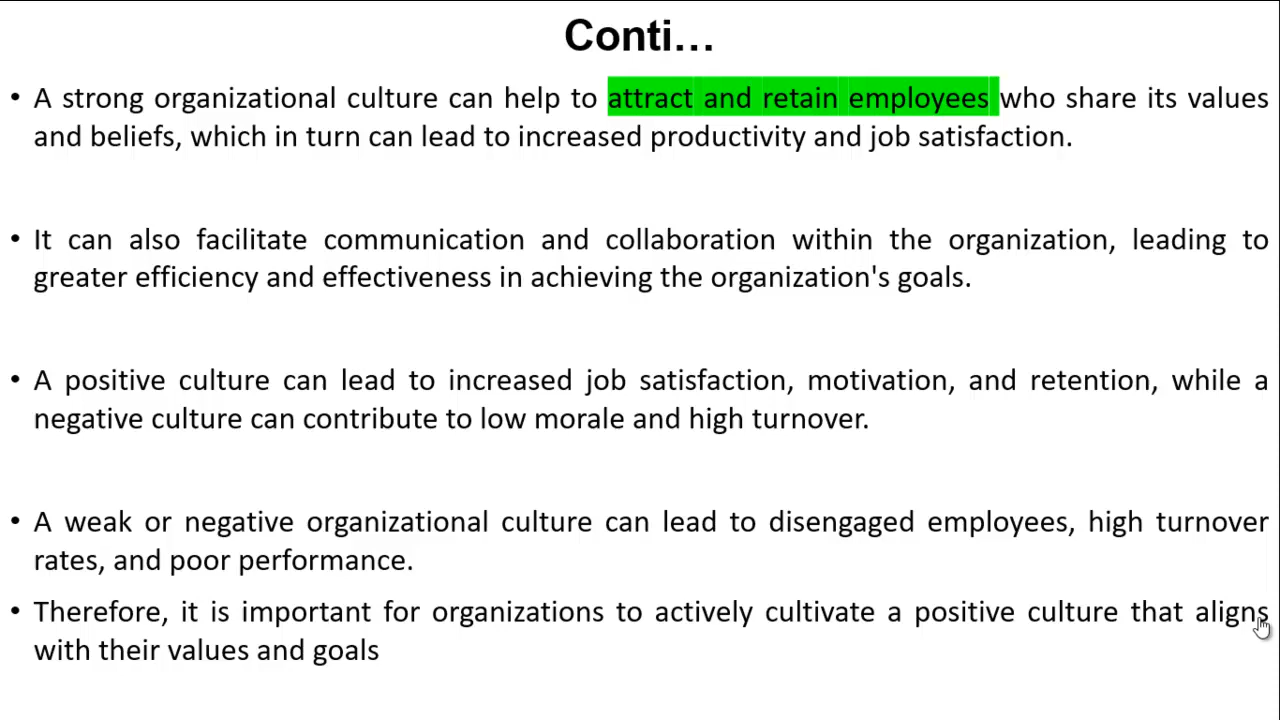 Conti...
• A strong organizational culture can help to attract and retain employees who share its values
and beliefs, which in turn can lead to increased productivity and job satisfaction.
• It can also facilitate communication and collaboration within the organization, leading to
greater efficiency and effectiveness in achieving the organization's goals.
• A positive culture can lead to increased job satisfaction, motivation, and retention, while a
negative culture can contribute to low morale and high turnover.
• A weak or negative organizational culture can lead to disengaged employees, high turnover
rates, and poor performance.
• Therefore, it is important for organizations to actively cultivate a positive culture that aligns
with their values and goals